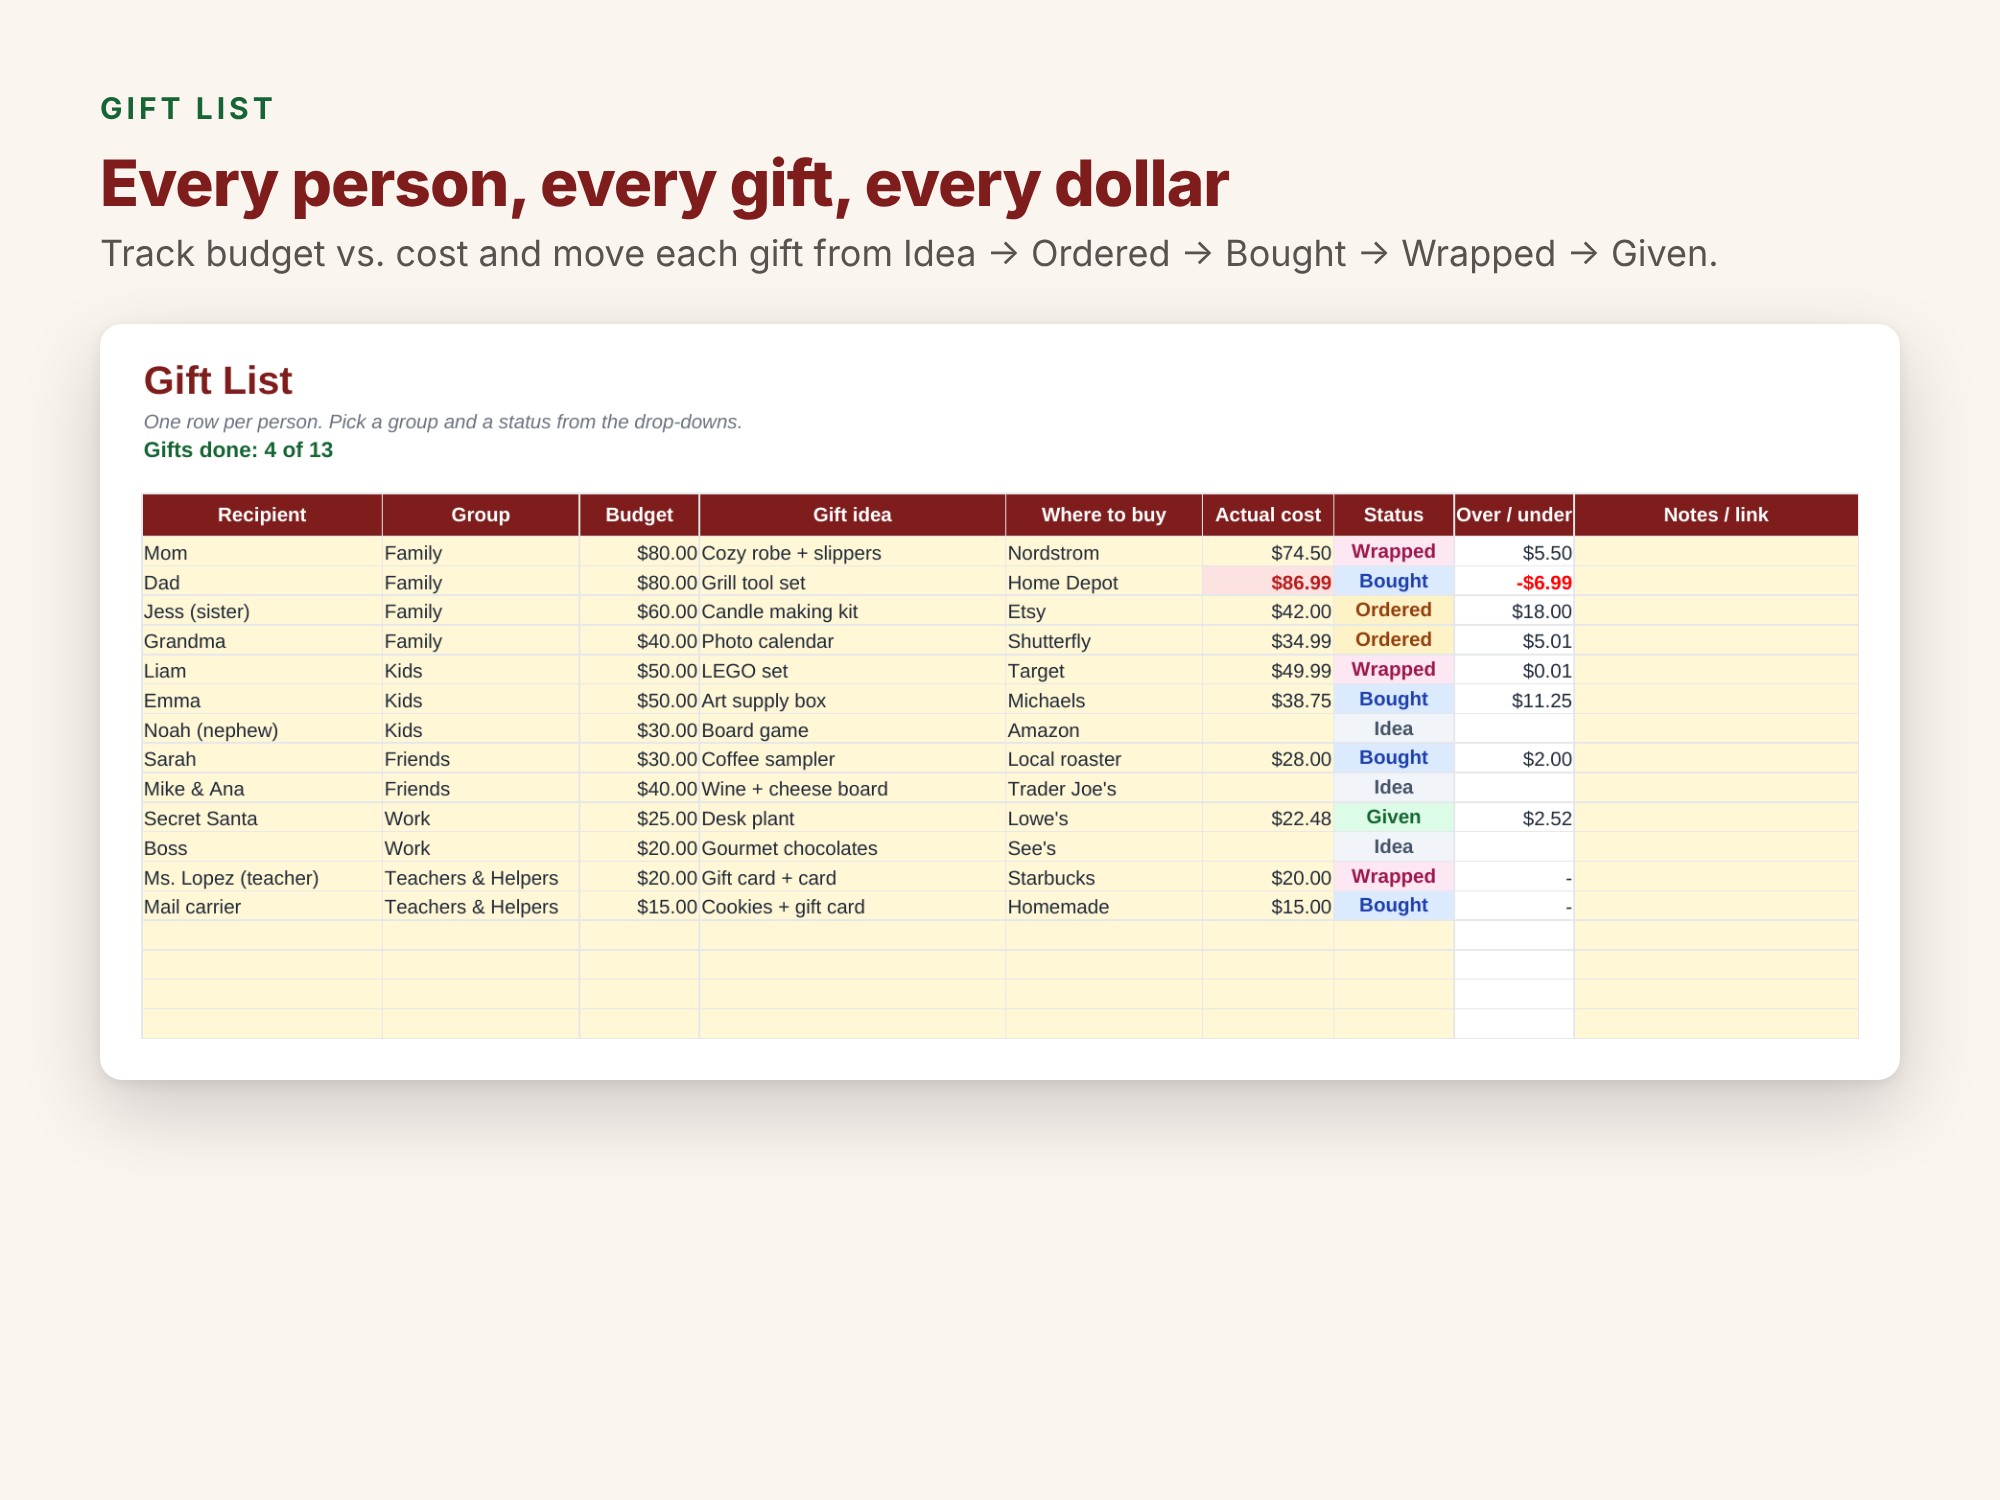 GIFT LIST
Every person, every gift, every dollar
Track budget vs. cost and move each gift from Idea → Ordered → Bought → Wrapped → Given.
Gift List
One row per person. Pick a group and a status from the drop-downs.
Gifts done: 4 of 13
Recipient Group Budget Gift idea Where to buy Actual cost Status Over / under Notes / link
Mom Family $80.00 Cozy robe + slippers Nordstrom $74.50 Wrapped $5.50
Dad Family $80.00 Grill tool set Home Depot $86.99 Bought -$6.99
Jess (sister) Family $60.00 Candle making kit Etsy $42.00 Ordered $18.00
Grandma Family $40.00 Photo calendar Shutterfly $34.99 Ordered $5.01
Liam Kids $50.00 LEGO set Target $49.99 Wrapped $0.01
Emma Kids $50.00 Art supply box Michaels $38.75 Bought $11.25
Noah (nephew) Kids $30.00 Board game Amazon Idea
Sarah Friends $30.00 Coffee sampler Local roaster $28.00 Bought $2.00
Mike & Ana Friends $40.00 Wine + cheese board Trader Joe's Idea
Secret Santa Work $25.00 Desk plant Lowe's $22.48 Given $2.52
Boss Work $20.00 Gourmet chocolates See's Idea
Ms. Lopez (teacher) Teachers & Helpers $20.00 Gift card + card Starbucks $20.00 Wrapped -
Mail carrier Teachers & Helpers $15.00 Cookies + gift card Homemade $15.00 Bought -